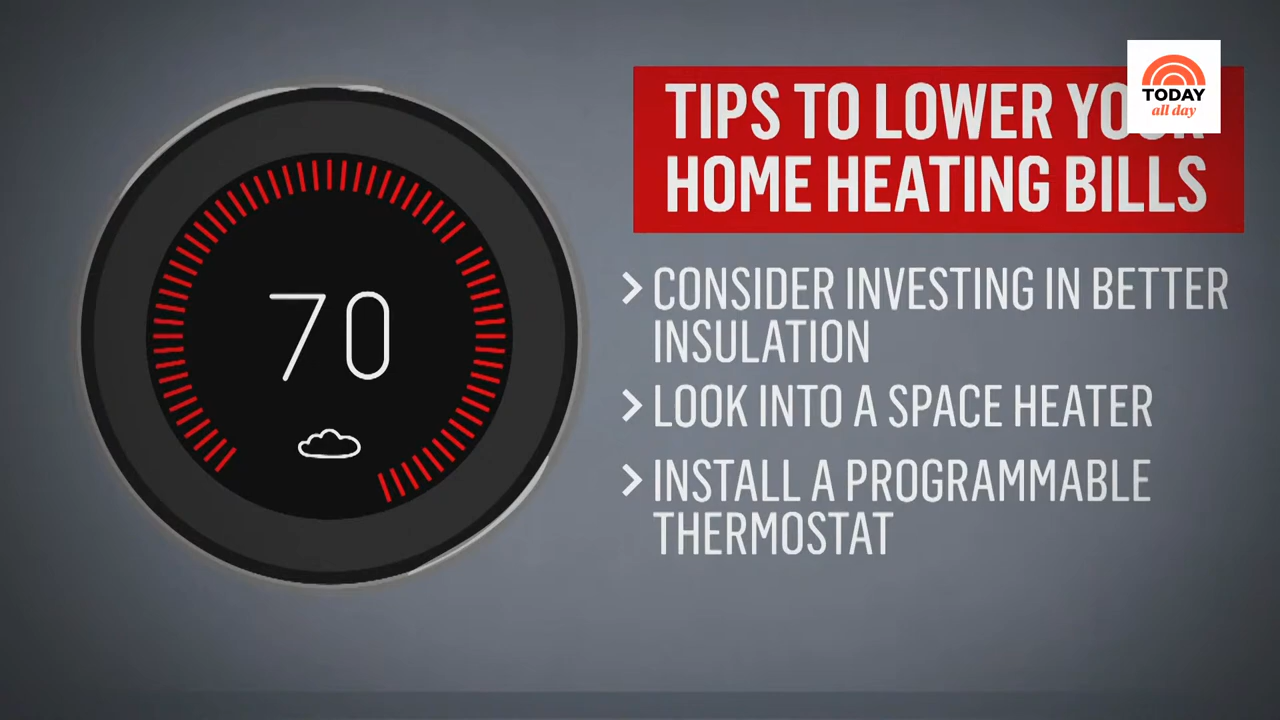 TODAY
all day
TIPS TO LOWER YOUR
HOME HEATING BILLS
70
> CONSIDER INVESTING IN BETTER
INSULATION
> LOOK INTO A SPACE HEATER
> INSTALL A PROGRAMMABLE
THERMOSTAT